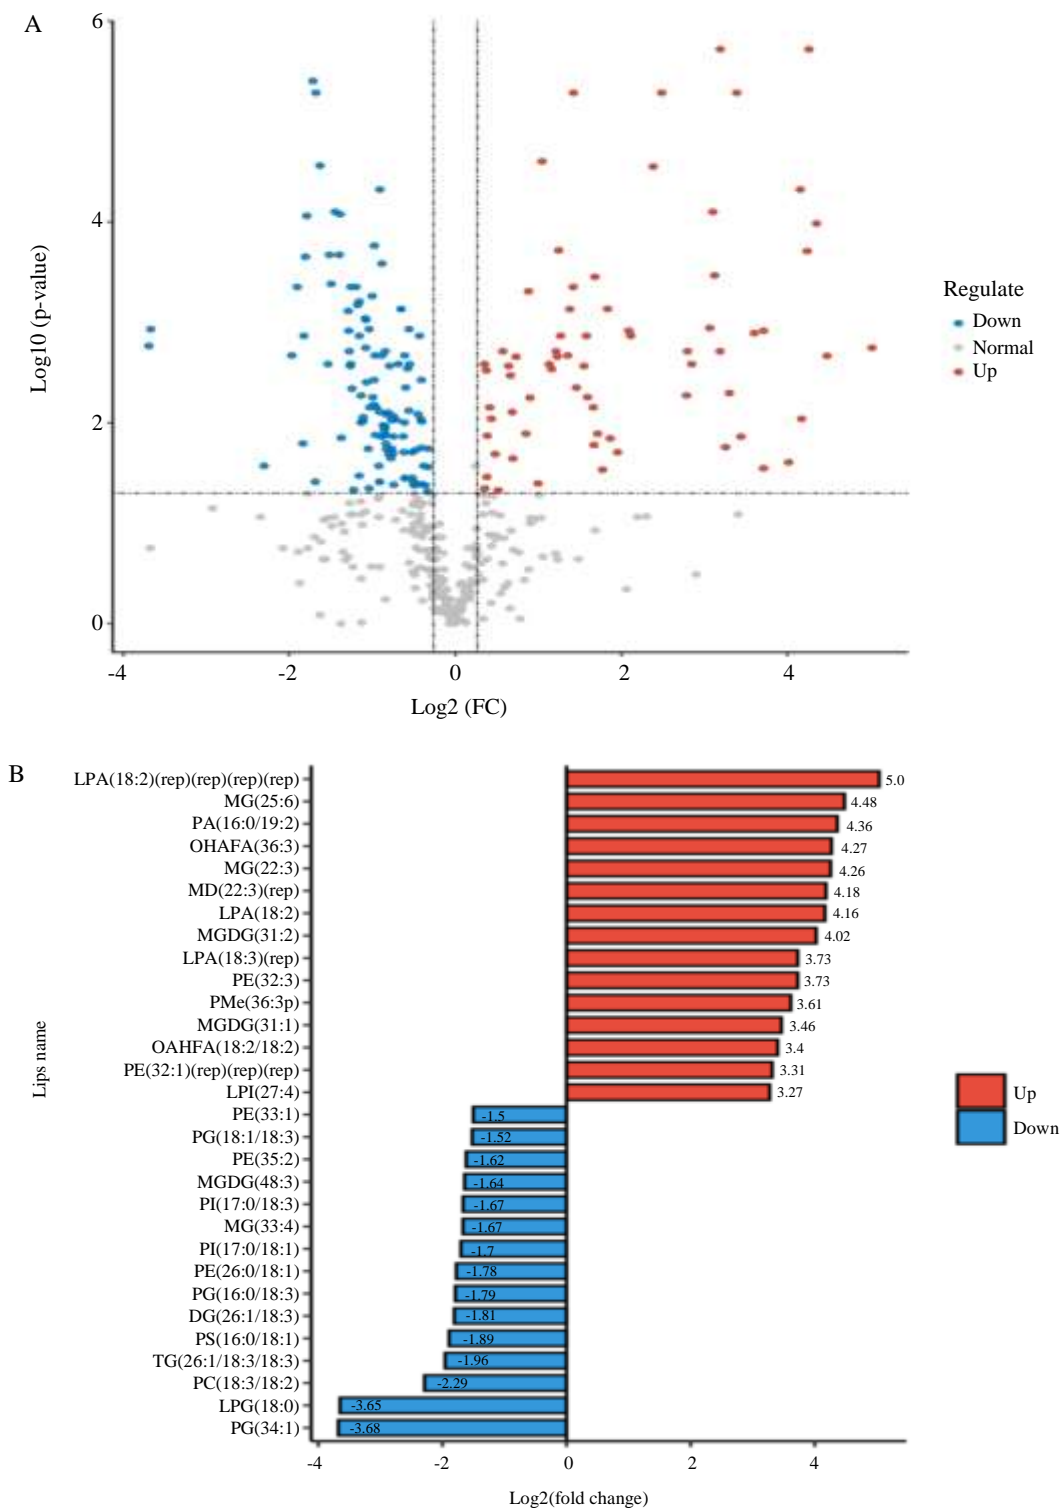 A
6
4
2
0
Log10 (p-value)
-4
-2
0
2
4
Log2 (FC)
Regulate
Down
Normal
Up
B
LPA(18:2)(rep)(rep)(rep)(rep) 5.0
MG(25:6) 4.48
PA(16:0/19:2) 4.36
OHAFA(36:3) 4.27
MG(22:3) 4.26
MD(22:3)(rep) 4.18
LPA(18:2) 4.16
MGDG(31:2) 4.02
LPA(18:3)(rep) 3.73
PE(32:3) 3.73
PMe(36:3p) 3.61
MGDG(31:1) 3.46
OAHFA(18:2/18:2) 3.4
PE(32:1)(rep)(rep)(rep) 3.31
LPI(27:4) 3.27
PE(33:1) -1.5
PG(18:1/18:3) -1.52
PE(35:2) -1.62
MGDG(48:3) -1.64
PI(17:0/18:3) -1.67
MG(33:4) -1.67
PI(17:0/18:1) -1.7
PE(26:0/18:1) -1.78
PG(16:0/18:3) -1.79
DG(26:1/18:3) -1.81
PS(16:0/18:1) -1.89
TG(26:1/18:3/18:3) -1.96
PC(18:3/18:2) -2.29
LPG(18:0) -3.65
PG(34:1) -3.68
Lips name
-4
-2
0
2
4
Log2(fold change)
Up
Down